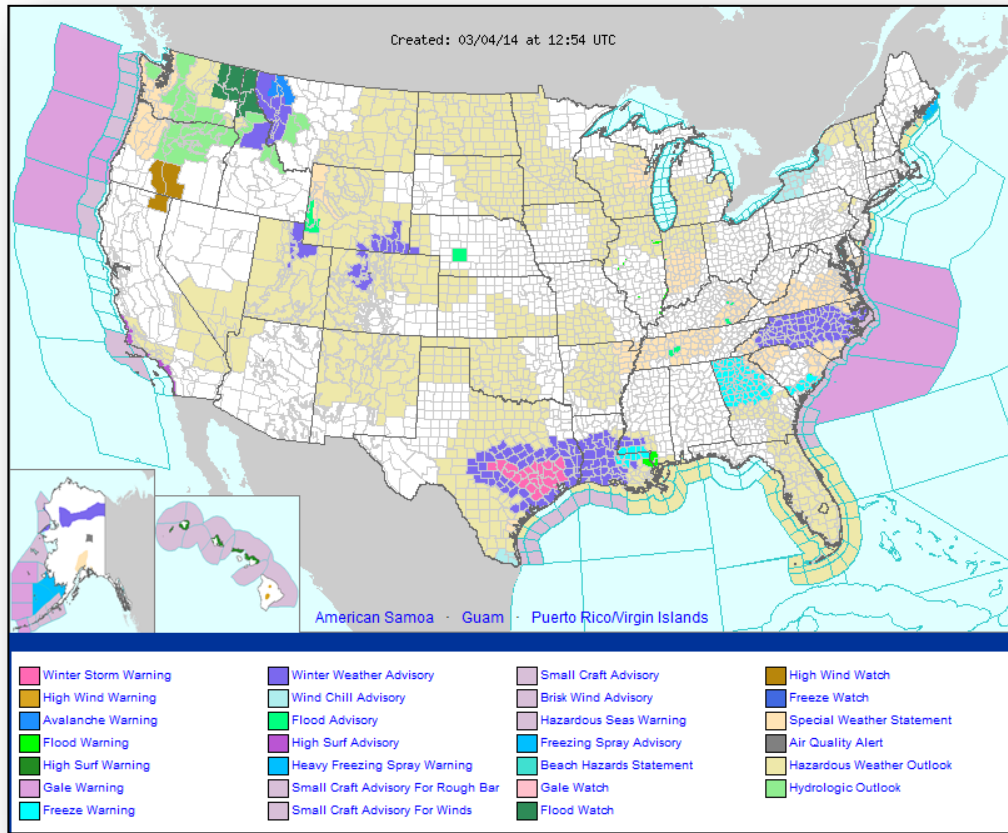 Created: 03/04/14 at 12:54 UTC
American Samoa - Guam - Puerto Rico/Virgin Islands
Winter Storm Warning
Winter Weather Advisory
Small Craft Advisory
High Wind Watch
High Wind Warning
Wind Chill Advisory
Brisk Wind Advisory
Freeze Watch
Avalanche Warning
Flood Advisory
Hazardous Seas Warning
Special Weather Statement
Flood Warning
High Surf Advisory
Freezing Spray Advisory
Air Quality Alert
High Surf Warning
Heavy Freezing Spray Warning
Beach Hazards Statement
Hazardous Weather Outlook
Gale Warning
Small Craft Advisory For Rough Bar
Gale Watch
Hydrologic Outlook
Freeze Warning
Small Craft Advisory For Winds
Flood Watch